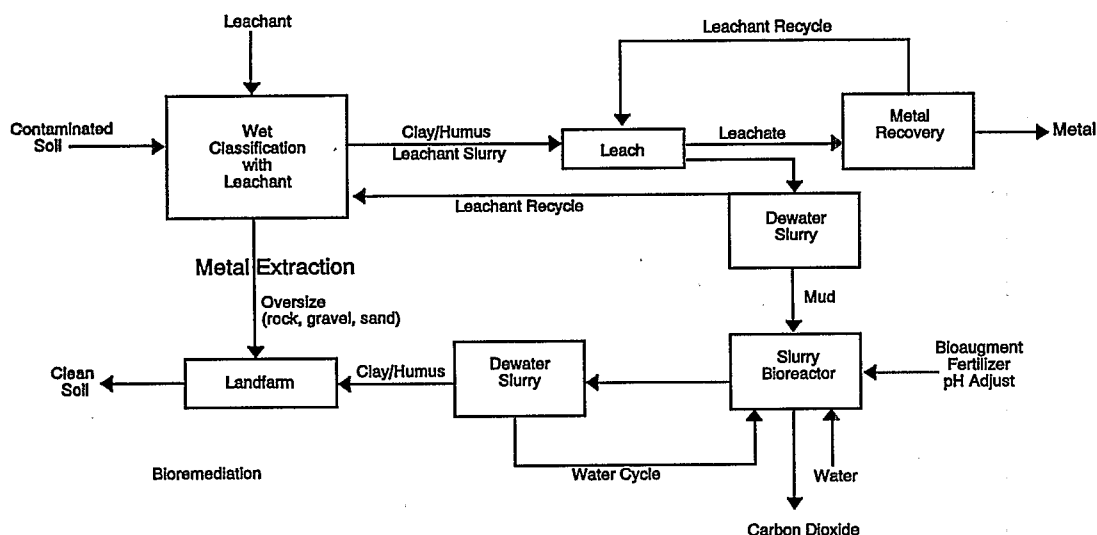 Leachant
Leachant Recycle
Contaminated
Soil
Wet
Classification
with
Leachant
Clay/Humus
Leachant Slurry
Leach
Leachate
Metal
Recovery
Metal
Leachant Recycle
Dewater
Slurry
Metal Extraction
Oversize
(rock, gravel, sand)
Mud
Clean
Soil
Landfarm
Clay/Humus
Dewater
Slurry
Slurry
Bioreactor
Bioaugment
Fertilizer
pH Adjust
Bioremediation
Water Cycle
Water
Carbon Dioxide